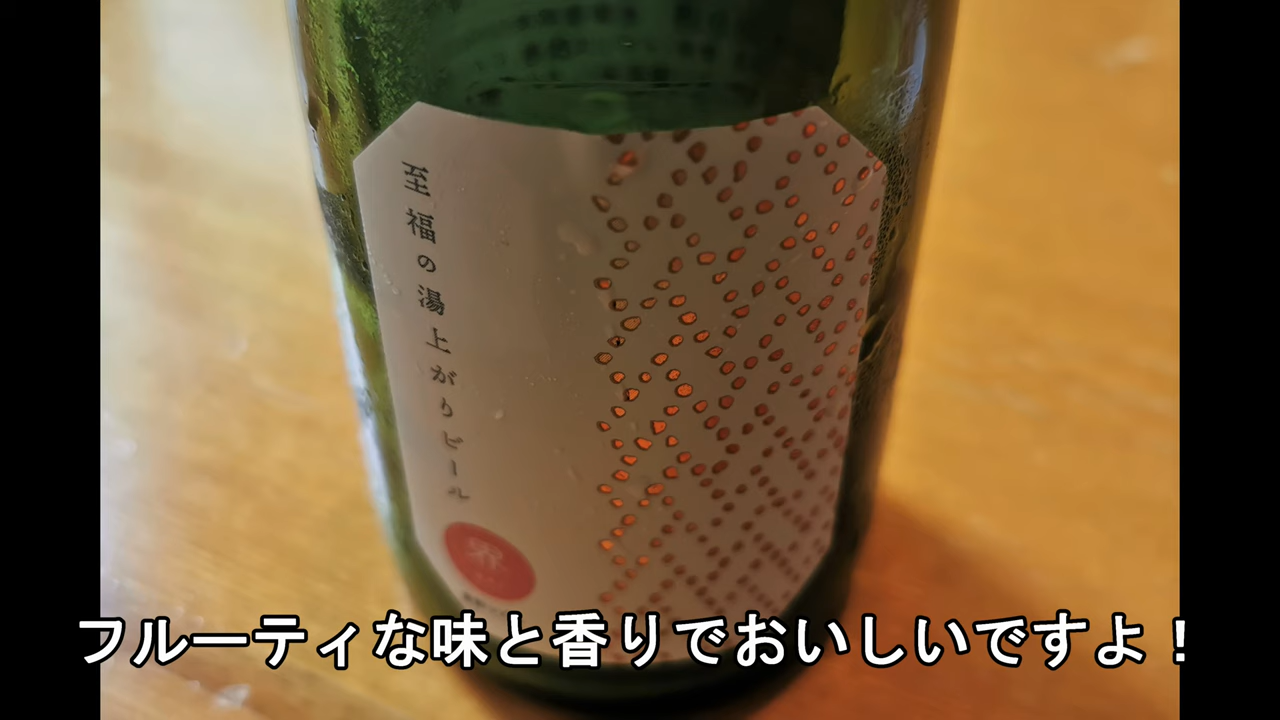 至福の湯上がりビール
界
フルーティな味と香りでおいしいですよ！